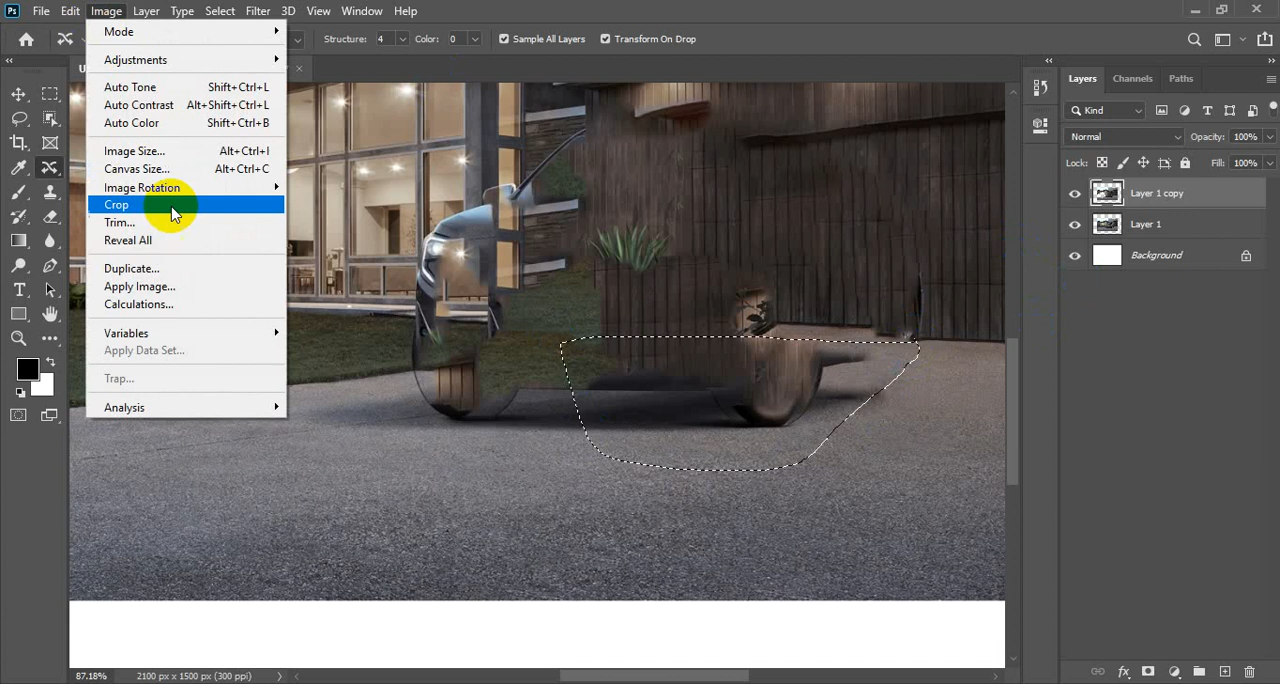 Ps File Edit Image Layer Type Select Filter 3D View Window Help
Structure: 4 Color: 0 Sample All Layers Transform On Drop
Mode
Adjustments
Auto Tone Shift+Ctrl+L
Auto Contrast Alt+Shift+Ctrl+L
Auto Color Shift+Ctrl+B
Image Size... Alt+Ctrl+I
Canvas Size... Alt+Ctrl+C
Image Rotation
Crop
Trim...
Reveal All
Duplicate...
Apply Image...
Calculations...
Variables
Apply Data Set...
Trap...
Analysis
Layers Channels Paths
Kind
Normal Opacity: 100%
Lock: Fill: 100%
Layer 1 copy
Layer 1
Background
87.18% 2100 px x 1500 px (300 ppi)